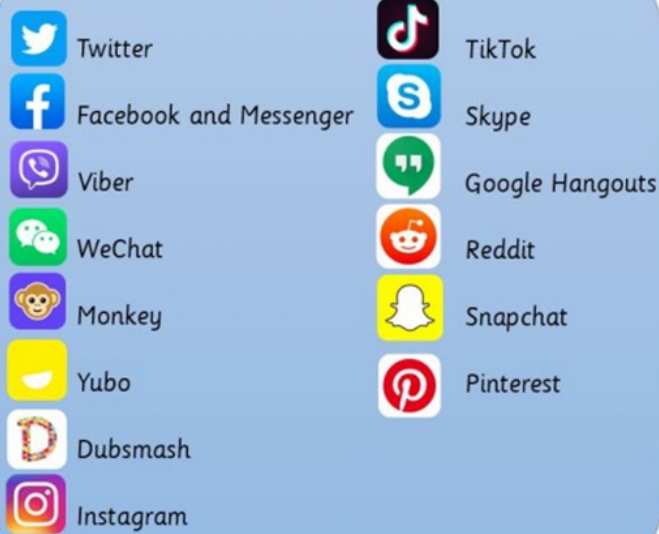 Twitter
Facebook and Messenger
Viber
WeChat
Monkey
Yubo
Dubsmash
Instagram
TikTok
Skype
Google Hangouts
Reddit
Snapchat
Pinterest